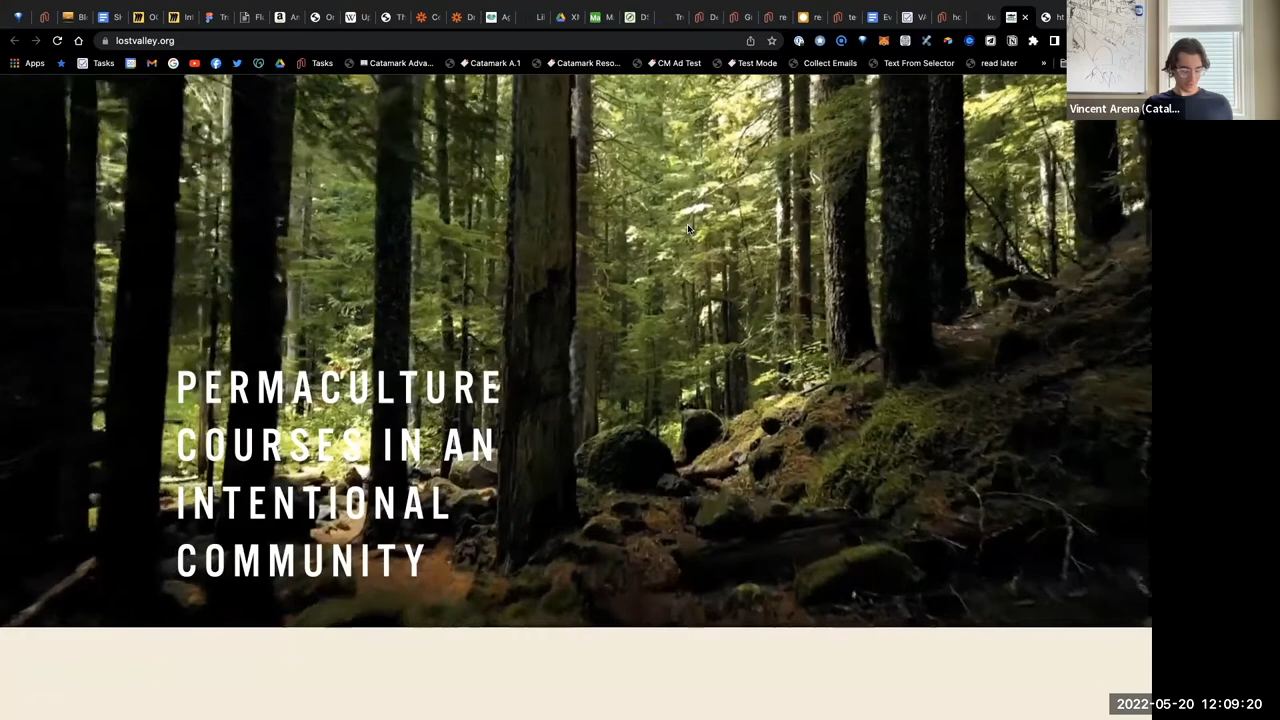 lostvalley.org
Apps
Tasks
Tasks
Catamark Adva...
Catamark A.I
Catamark Reso...
CM Ad Test
Test Mode
Collect Emails
Text From Selector
read later
»
Vincent Arena (Catal...
PERMACULTURE
COURSES IN AN
INTENTIONAL
COMMUNITY
2022-05-20 12:09:20